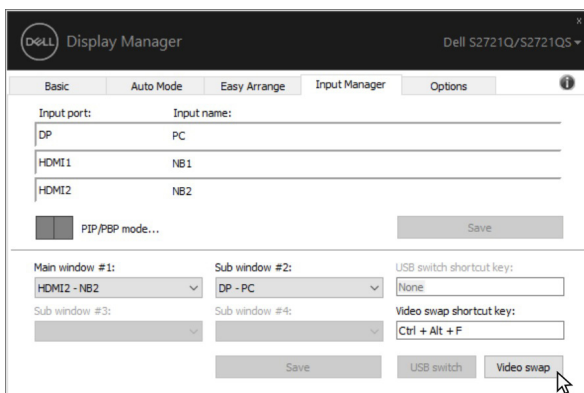 x
DELL Display Manager Dell S2721Q/S2721QS
Basic Auto Mode Easy Arrange Input Manager Options i
Input port: Input name:
DP PC
HDMI1 NB1
HDMI2 NB2
PIP/PBP mode... Save
Main window #1: Sub window #2: USB switch shortcut key:
HDMI2 - NB2 DP - PC None
Sub window #3: Sub window #4: Video swap shortcut key:
Ctrl + Alt + F
Save USB switch Video swap